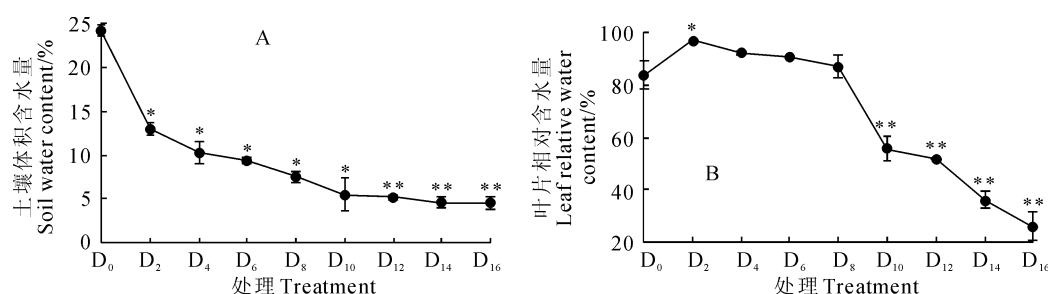 土壤体积含水量
Soil water content/%
25
20
15
10
5
0
A
*
*
*
*
*
**
**
**
D₀ D₂ D₄ D₆ D₈ D₁₀ D₁₂ D₁₄ D₁₆
处理 Treatment
叶片相对含水量
Leaf relative water
content/%
100
80
60
40
20
B
*
**
**
**
**
D₀ D₂ D₄ D₆ D₈ D₁₀ D₁₂ D₁₄ D₁₆
处理 Treatment